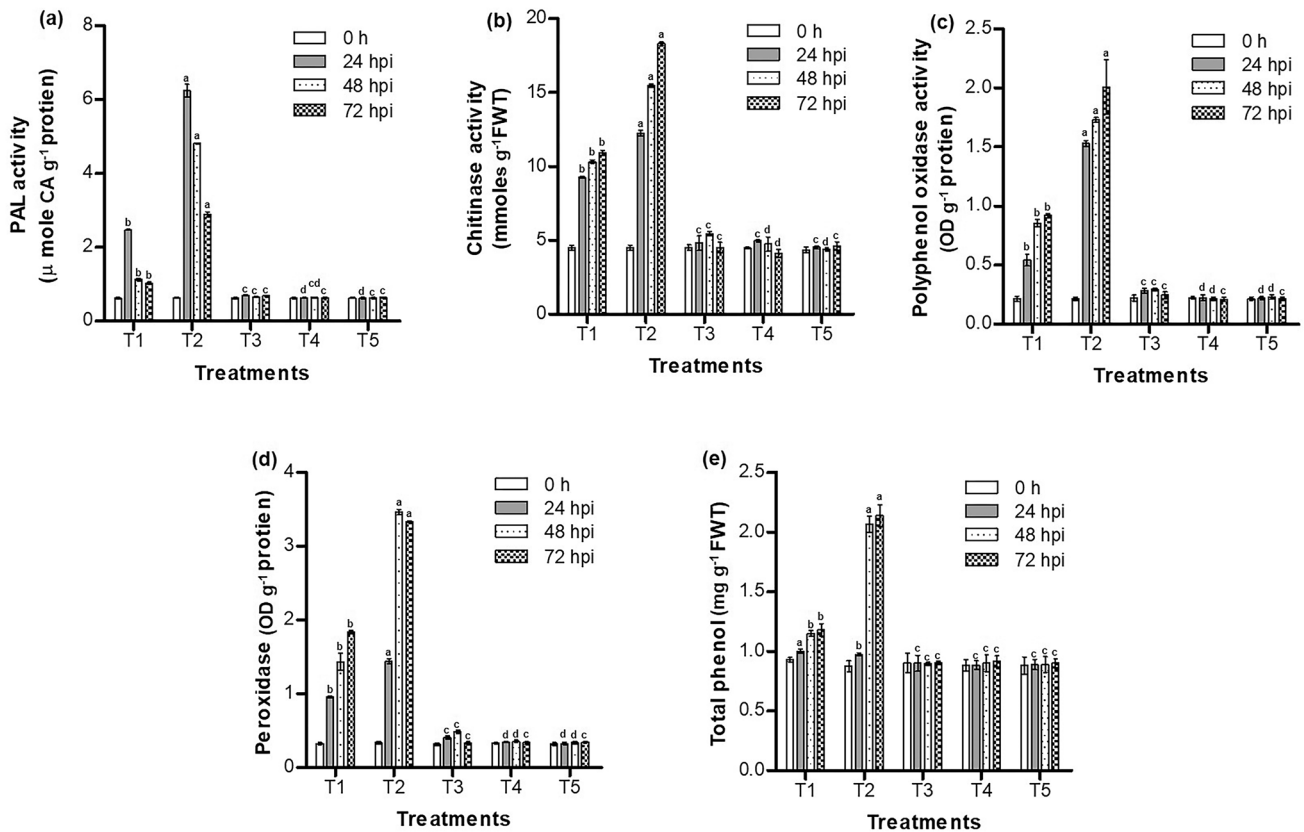 (a)
PAL activity
(µ mole CA g-1 protien)
8
6
4
2
0
0 h
24 hpi
48 hpi
72 hpi
b b b
a a a
c c c
d cd c
d c c
T1 T2 T3 T4 T5
Treatments
(b)
Chitinase activity
(mmoles g-1FWT)
20
15
10
5
0
0 h
24 hpi
48 hpi
72 hpi
b b b
a a a
c c c
c d d
c d c
T1 T2 T3 T4 T5
Treatments
(c)
Polyphenol oxidase activity
(OD g-1 protien)
2.5
2.0
1.5
1.0
0.5
0.0
0 h
24 hpi
48 hpi
72 hpi
b b b
a a a
c c c
d d c
d d c
T1 T2 T3 T4 T5
Treatments
(d)
Peroxidase (OD g-1 protien)
4
3
2
1
0
0 h
24 hpi
48 hpi
72 hpi
b b b
a a a
c c c
d d c
d d c
T1 T2 T3 T4 T5
Treatments
(e)
Total phenol (mg g-1 FWT)
2.5
2.0
1.5
1.0
0.5
0.0
0 h
24 hpi
48 hpi
72 hpi
a b b
b a a
c c c
c c c
c c c
T1 T2 T3 T4 T5
Treatments